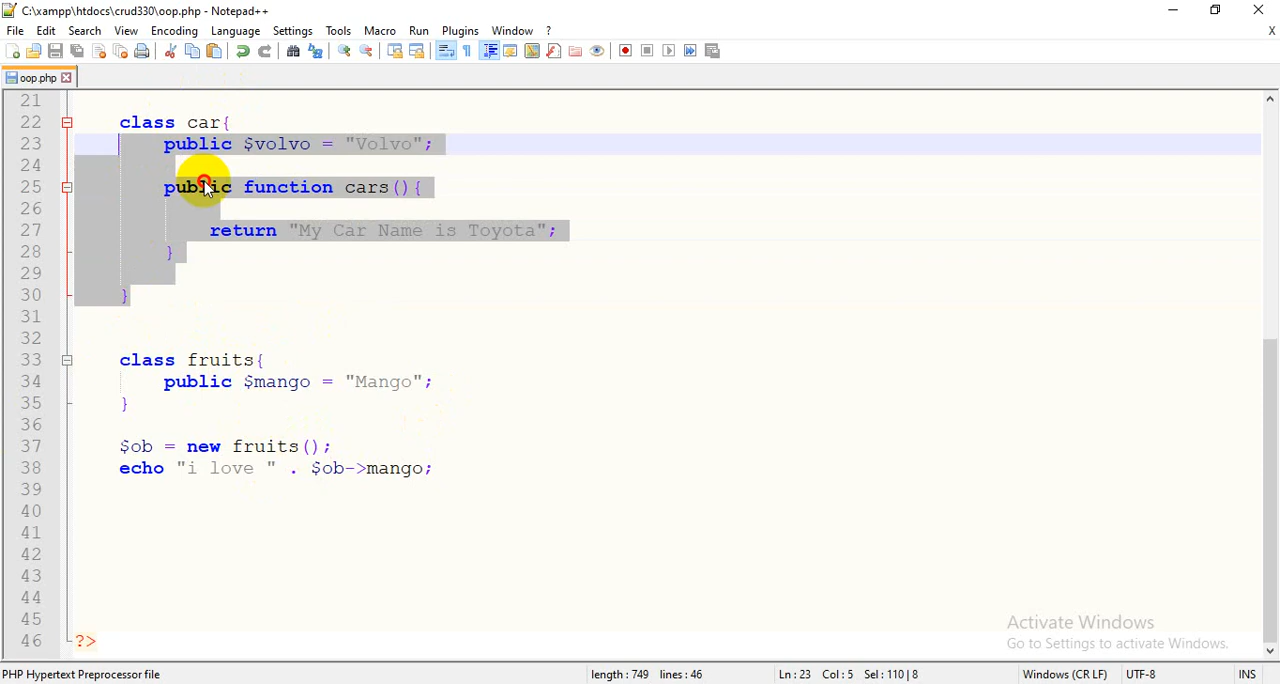 C:\xampp\htdocs\crud330\oop.php - Notepad++
File Edit Search View Encoding Language Settings Tools Macro Run Plugins Window ? X
oop.php
21
22 class car{
23 public $volvo = "Volvo";
24
25 public function cars(){
26
27 return "My Car Name is Toyota";
28 }
29
30 }
31
32
33 class fruits{
34 public $mango = "Mango";
35 }
36
37 $ob = new fruits();
38 echo "i love " . $ob->mango;
39
40
41
42
43
44
45
46 ?>
Activate Windows
Go to Settings to activate Windows.
PHP Hypertext Preprocessor file length : 749 lines : 46 Ln : 23 Col : 5 Sel : 110 | 8 Windows (CR LF) UTF-8 INS